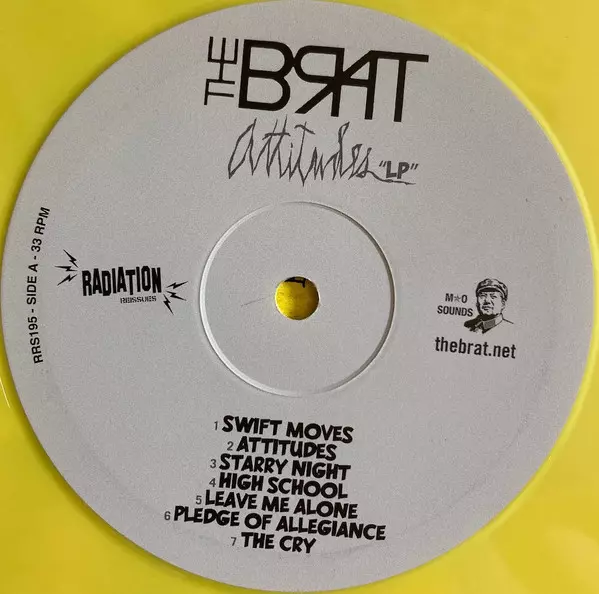 THE BRAT
Attitudes "LP"
RRS195 - SIDE A - 33 RPM
RADIATION
REISSUES
M☆O
SOUNDS
thebrat.net
1 SWIFT MOVES
2 ATTITUDES
3 STARRY NIGHT
4 HIGH SCHOOL
5 LEAVE ME ALONE
6 PLEDGE OF ALLEGIANCE
7 THE CRY